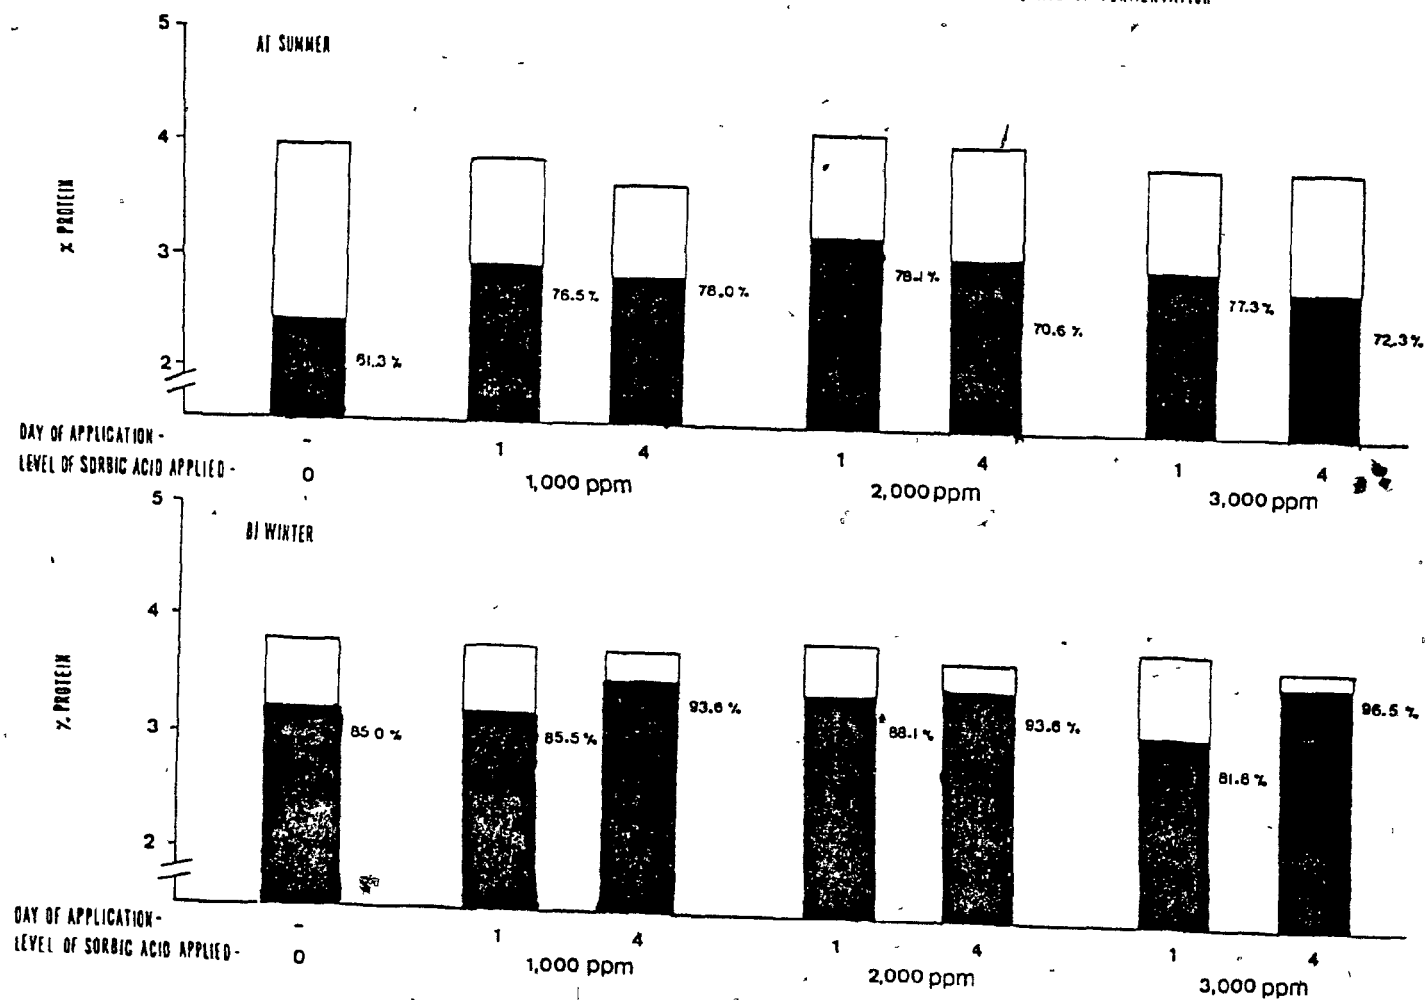 5
A) SUMMER
4
% PROTEIN
3
2
61.3 %
76.5 %
78.0 %
78.1 %
70.6 %
77.3 %
72.3 %
DAY OF APPLICATION - - 1 4 1 4 1 4
LEVEL OF SORBIC ACID APPLIED - 0 1,000 ppm 2,000 ppm 3,000 ppm
5
B) WINTER
4
% PROTEIN
3
2
85.0 %
85.5 %
93.6 %
88.1 %
93.6 %
81.8 %
96.5 %
DAY OF APPLICATION - - 1 4 1 4 1 4
LEVEL OF SORBIC ACID APPLIED - 0 1,000 ppm 2,000 ppm 3,000 ppm